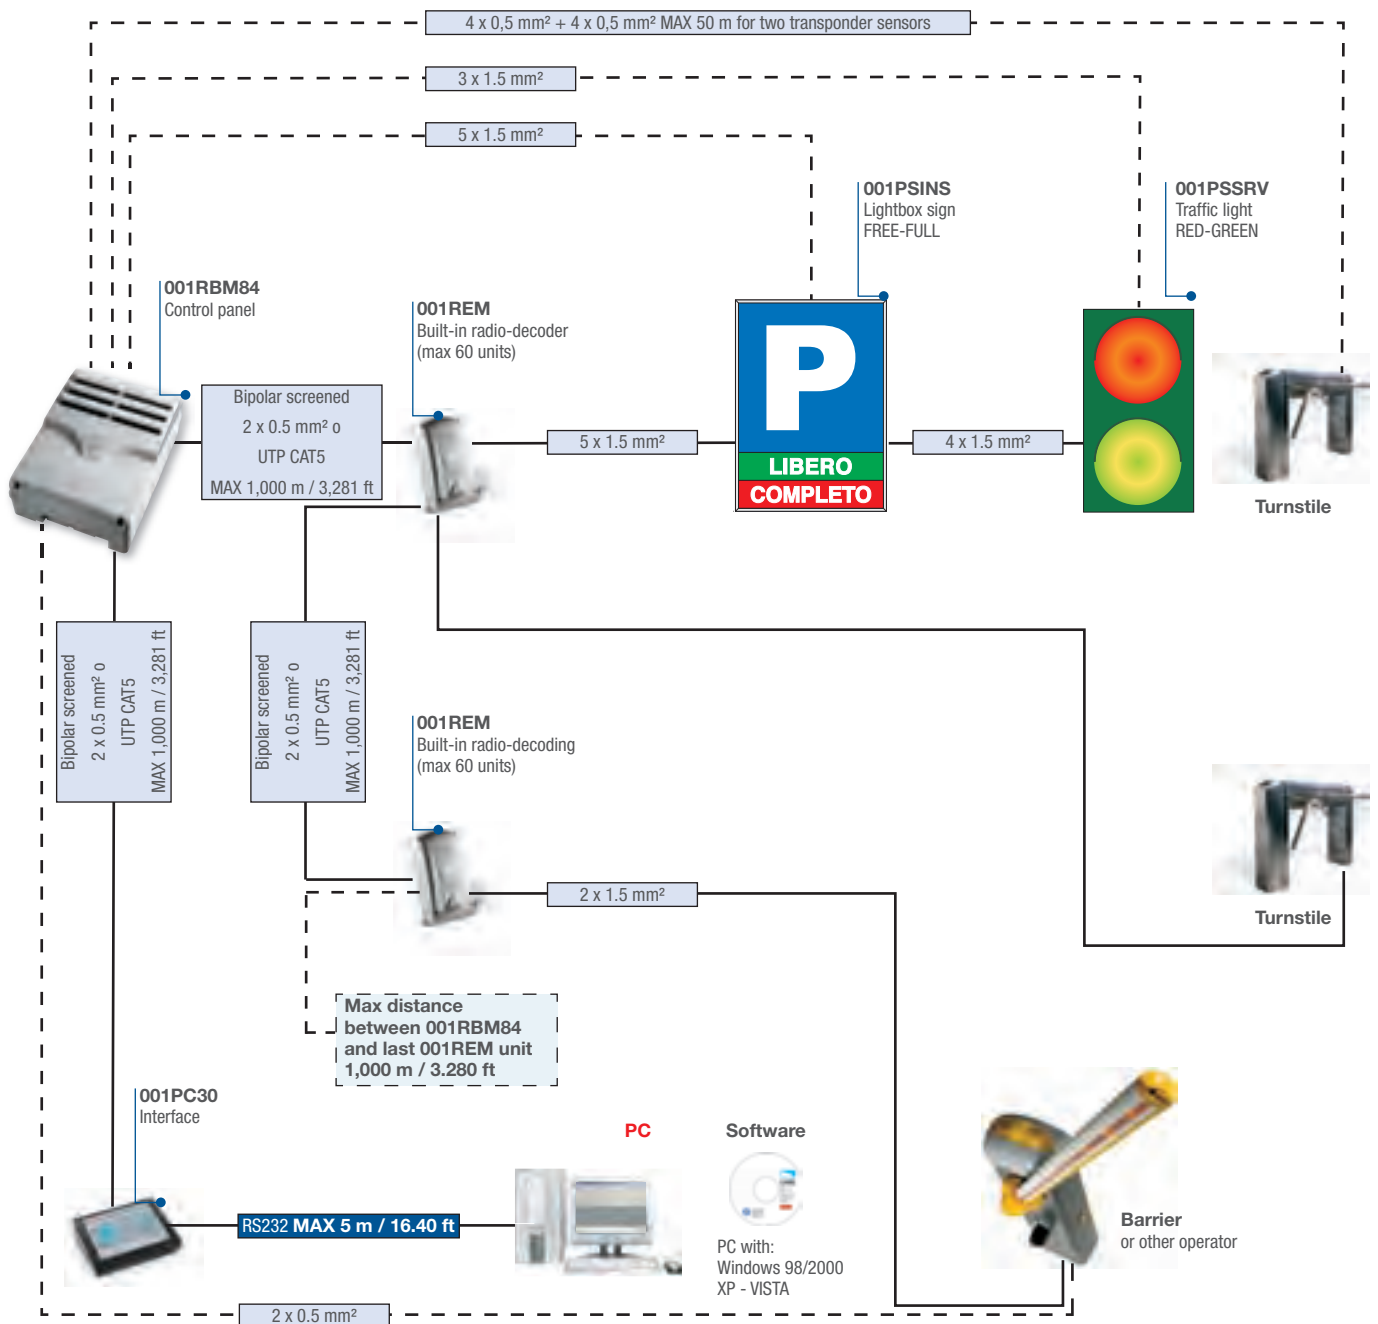 4 x 0,5 mm² + 4 x 0,5 mm² MAX 50 m for two transponder sensors
3 x 1.5 mm²
5 x 1.5 mm²
001PSINS
Lightbox sign
FREE-FULL
001PSSRV
Traffic light
RED-GREEN
001RBM84
Control panel
001REM
Built-in radio-decoder
(max 60 units)
Bipolar screened
2 x 0.5 mm² o
UTP CAT5
MAX 1,000 m / 3,281 ft
5 x 1.5 mm²
P
LIBERO
COMPLETO
4 x 1.5 mm²
Turnstile
Bipolar screened
2 x 0.5 mm² o
UTP CAT5
MAX 1,000 m / 3,281 ft
Bipolar screened
2 x 0.5 mm² o
UTP CAT5
MAX 1,000 m / 3,281 ft
001REM
Built-in radio-decoding
(max 60 units)
2 x 1.5 mm²
Turnstile
Max distance
between 001RBM84
and last 001REM unit
1,000 m / 3.280 ft
001PC30
Interface
PC
Software
RS232 MAX 5 m / 16.40 ft
PC with:
Windows 98/2000
XP - VISTA
Barrier
or other operator
2 x 0.5 mm²